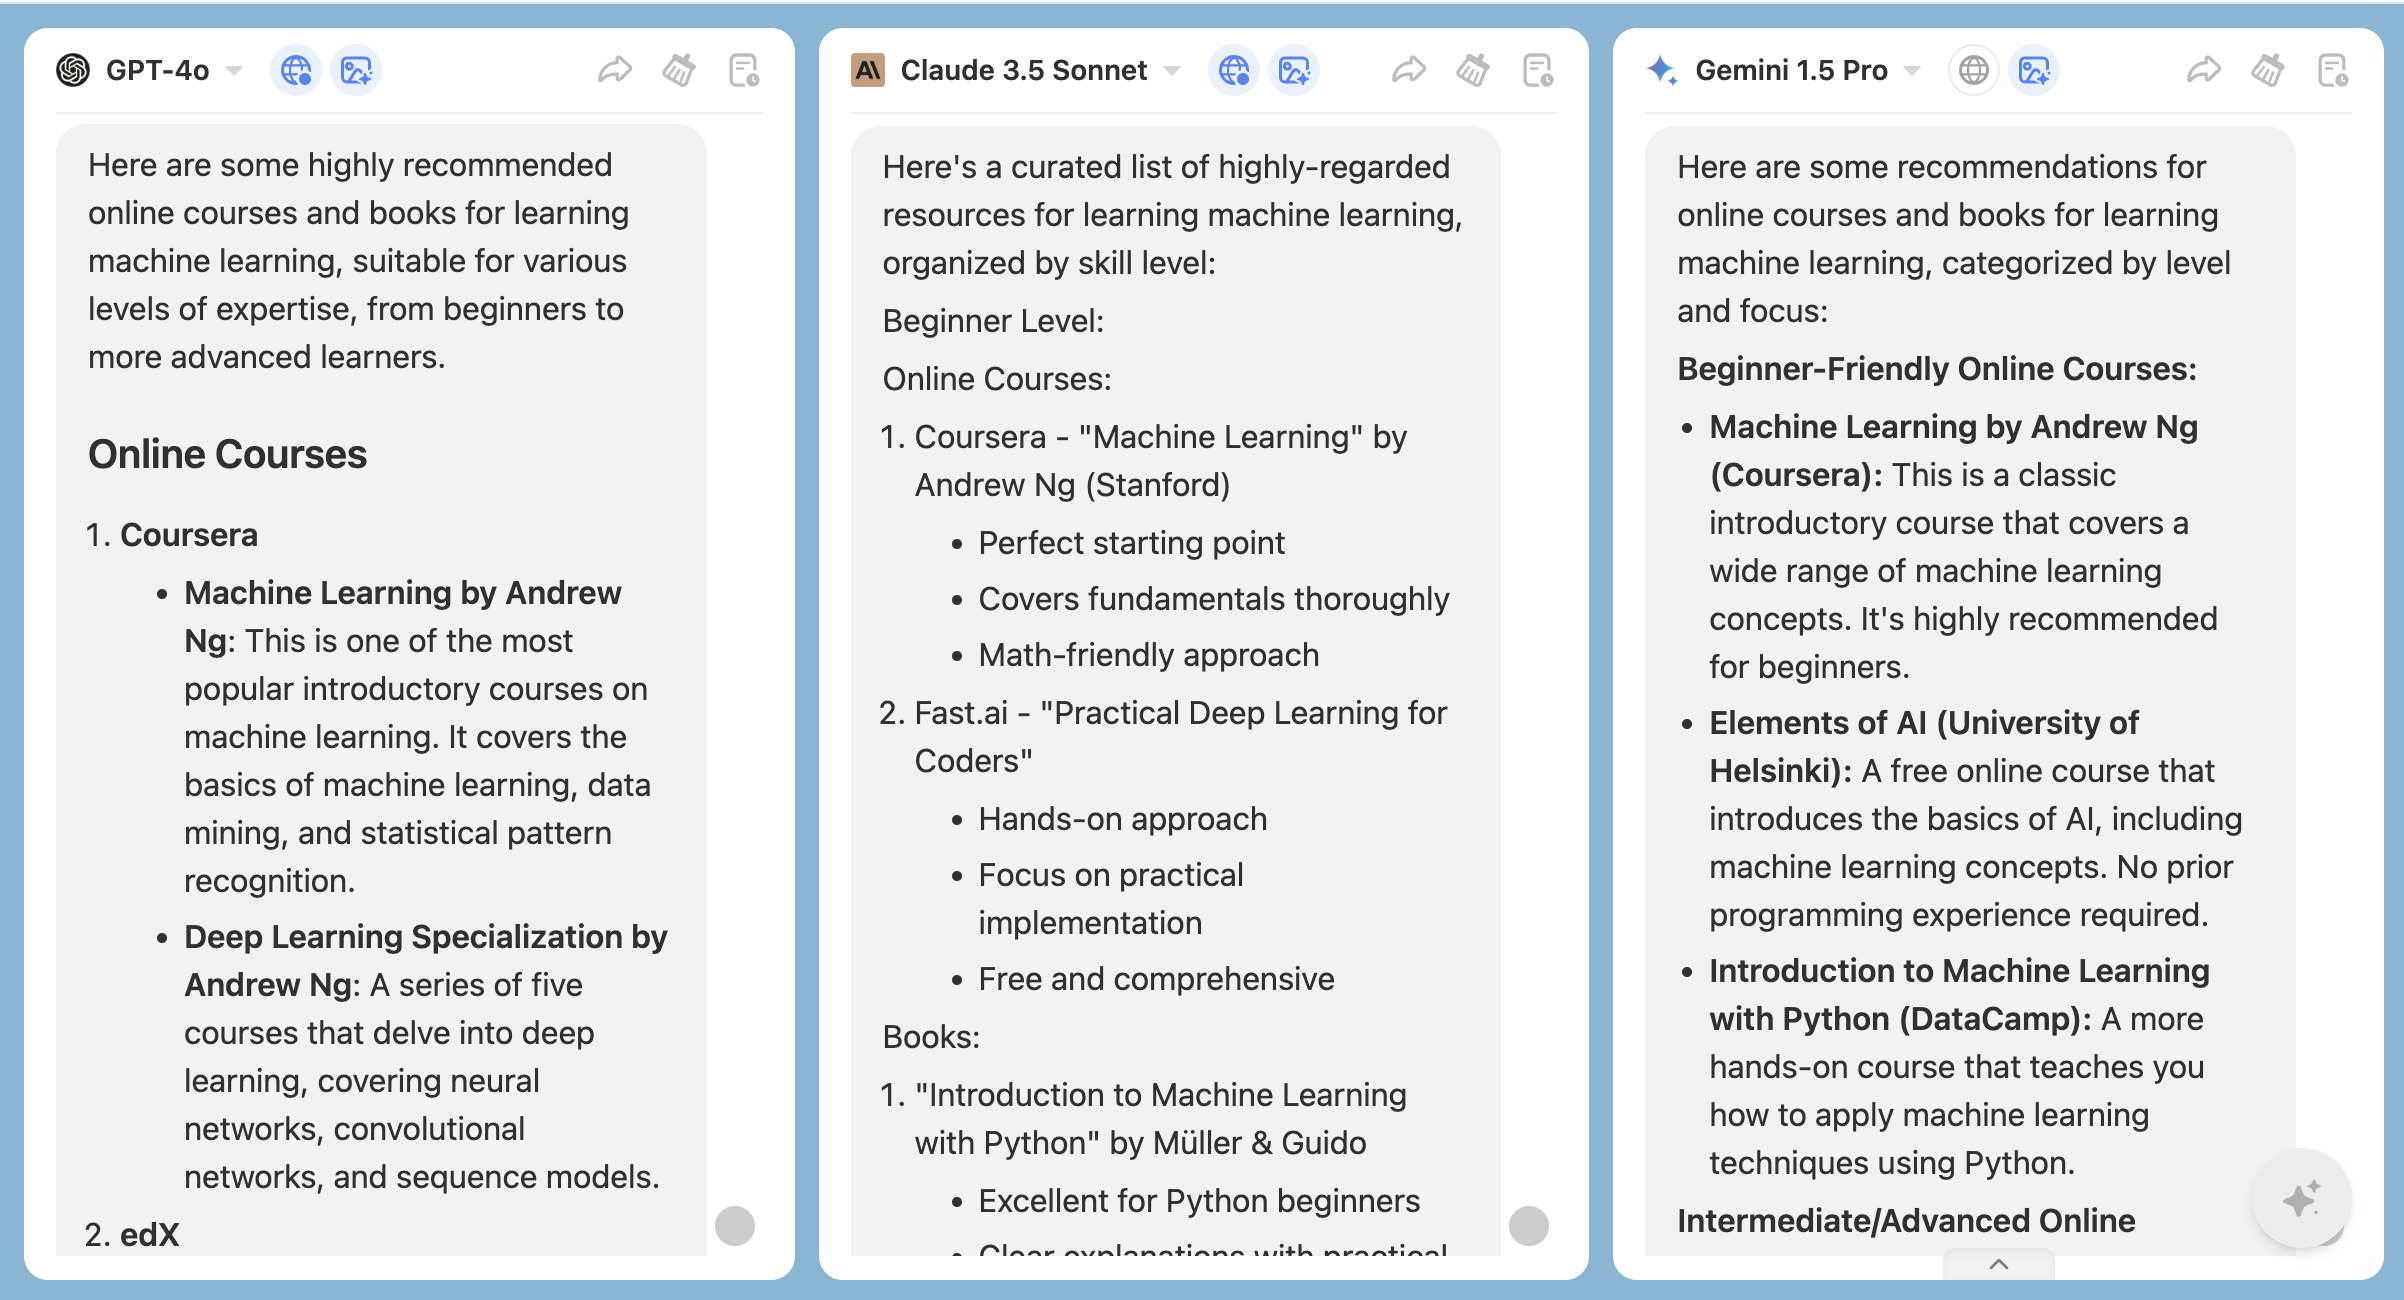 GPT-4o
Here are some highly recommended
online courses and books for learning
machine learning, suitable for various
levels of expertise, from beginners to
more advanced learners.
Online Courses
1. Coursera
• Machine Learning by Andrew
Ng: This is one of the most
popular introductory courses on
machine learning. It covers the
basics of machine learning, data
mining, and statistical pattern
recognition.
• Deep Learning Specialization by
Andrew Ng: A series of five
courses that delve into deep
learning, covering neural
networks, convolutional
networks, and sequence models.
2. edX
Claude 3.5 Sonnet
Here's a curated list of highly-regarded
resources for learning machine learning,
organized by skill level:
Beginner Level:
Online Courses:
1. Coursera - "Machine Learning" by
Andrew Ng (Stanford)
• Perfect starting point
• Covers fundamentals thoroughly
• Math-friendly approach
2. Fast.ai - "Practical Deep Learning for
Coders"
• Hands-on approach
• Focus on practical
implementation
• Free and comprehensive
Books:
1. "Introduction to Machine Learning
with Python" by Müller & Guido
• Excellent for Python beginners
• Clear explanations with practical
Gemini 1.5 Pro
Here are some recommendations for
online courses and books for learning
machine learning, categorized by level
and focus:
Beginner-Friendly Online Courses:
• Machine Learning by Andrew Ng
(Coursera): This is a classic
introductory course that covers a
wide range of machine learning
concepts. It's highly recommended
for beginners.
• Elements of AI (University of
Helsinki): A free online course that
introduces the basics of AI, including
machine learning concepts. No prior
programming experience required.
• Introduction to Machine Learning
with Python (DataCamp): A more
hands-on course that teaches you
how to apply machine learning
techniques using Python.
Intermediate/Advanced Online